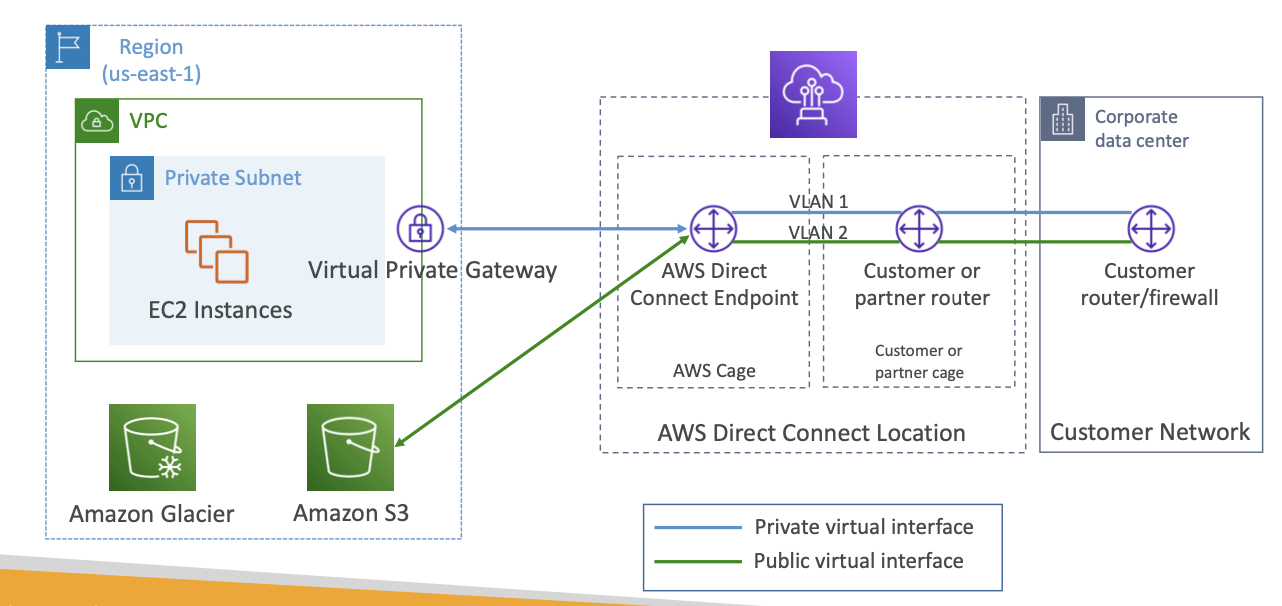 Region
(us-east-1)
VPC
Private Subnet
EC2 Instances
Virtual Private Gateway
Amazon Glacier
Amazon S3
VLAN 1
VLAN 2
AWS Direct
Connect Endpoint
AWS Cage
Customer or
partner router
Customer or
partner cage
AWS Direct Connect Location
Corporate
data center
Customer
router/firewall
Customer Network
Private virtual interface
Public virtual interface